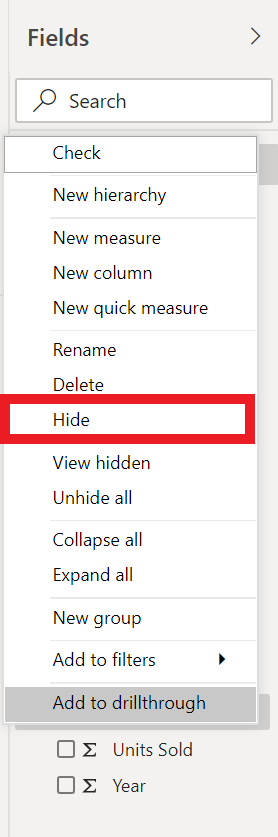 Fields
Search
Check
New hierarchy
New measure
New column
New quick measure
Rename
Delete
Hide
View hidden
Unhide all
Collapse all
Expand all
New group
Add to filters
Add to drillthrough
Σ Units Sold
Σ Year